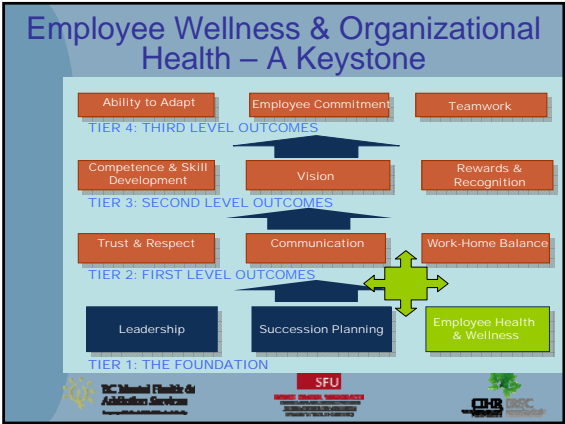 Employee Wellness & Organizational
Health – A Keystone
Ability to Adapt
Employee Commitment
Teamwork
TIER 4: THIRD LEVEL OUTCOMES
Competence & Skill
Development
Vision
Rewards &
Recognition
TIER 3: SECOND LEVEL OUTCOMES
Trust & Respect
Communication
Work-Home Balance
TIER 2: FIRST LEVEL OUTCOMES
Leadership
Succession Planning
Employee Health
& Wellness
TIER 1: THE FOUNDATION
BC Mental Health &
Addiction Services
SFU
CIHR IRSC